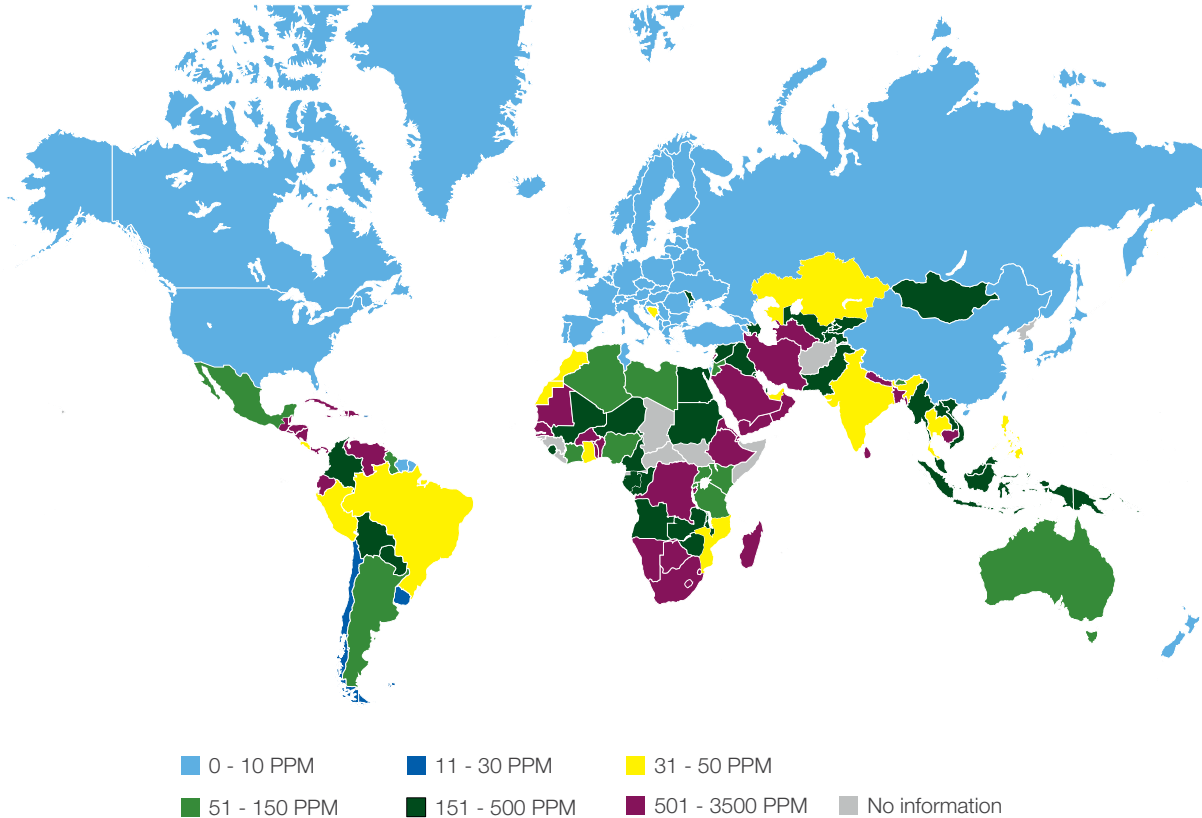 0 - 10 PPM
11 - 30 PPM
31 - 50 PPM
51 - 150 PPM
151 - 500 PPM
501 - 3500 PPM
No information